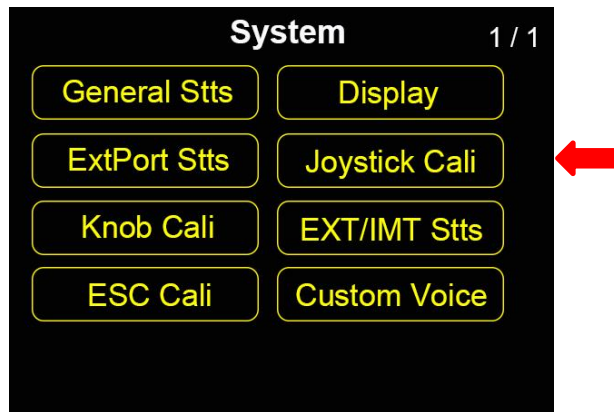 System 1 / 1
General Stts Display
ExtPort Stts Joystick Cali
Knob Cali EXT/IMT Stts
ESC Cali Custom Voice